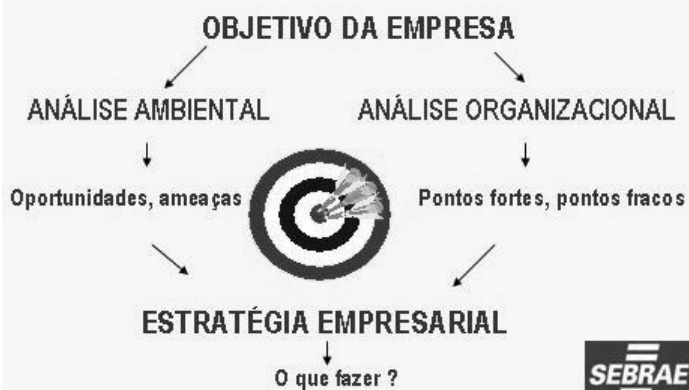 OBJETIVO DA EMPRESA
ANÁLISE AMBIENTAL
ANÁLISE ORGANIZACIONAL
Oportunidades, ameaças
Pontos fortes, pontos fracos
ESTRATÉGIA EMPRESARIAL
O que fazer ?
SEBRAE